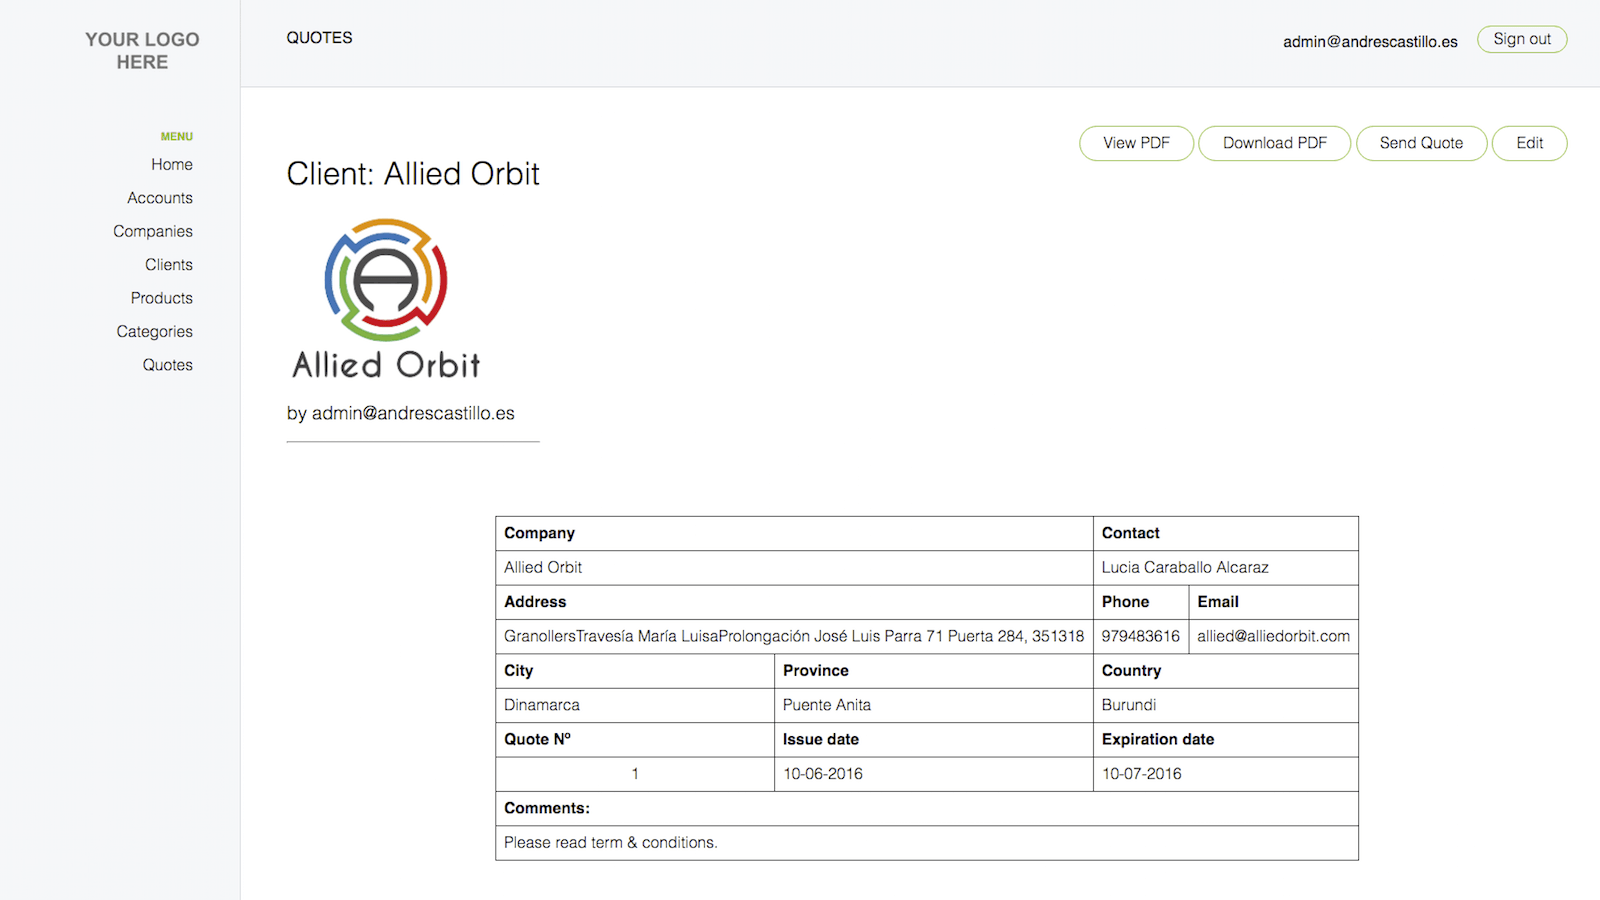 YOUR LOGO
HERE
QUOTES
admin@andrescastillo.es
Sign out
MENU
Home
Accounts
Companies
Clients
Products
Categories
Quotes
View PDF
Download PDF
Send Quote
Edit
Client: Allied Orbit
Allied Orbit
by admin@andrescastillo.es
Company Contact
Allied Orbit Lucia Caraballo Alcaraz
Address Phone Email
GranollersTravesía María LuisaProlongación José Luis Parra 71 Puerta 284, 351318 979483616 allied@alliedorbit.com
City Province Country
Dinamarca Puente Anita Burundi
Quote Nº Issue date Expiration date
1 10-06-2016 10-07-2016
Comments:
Please read term & conditions.